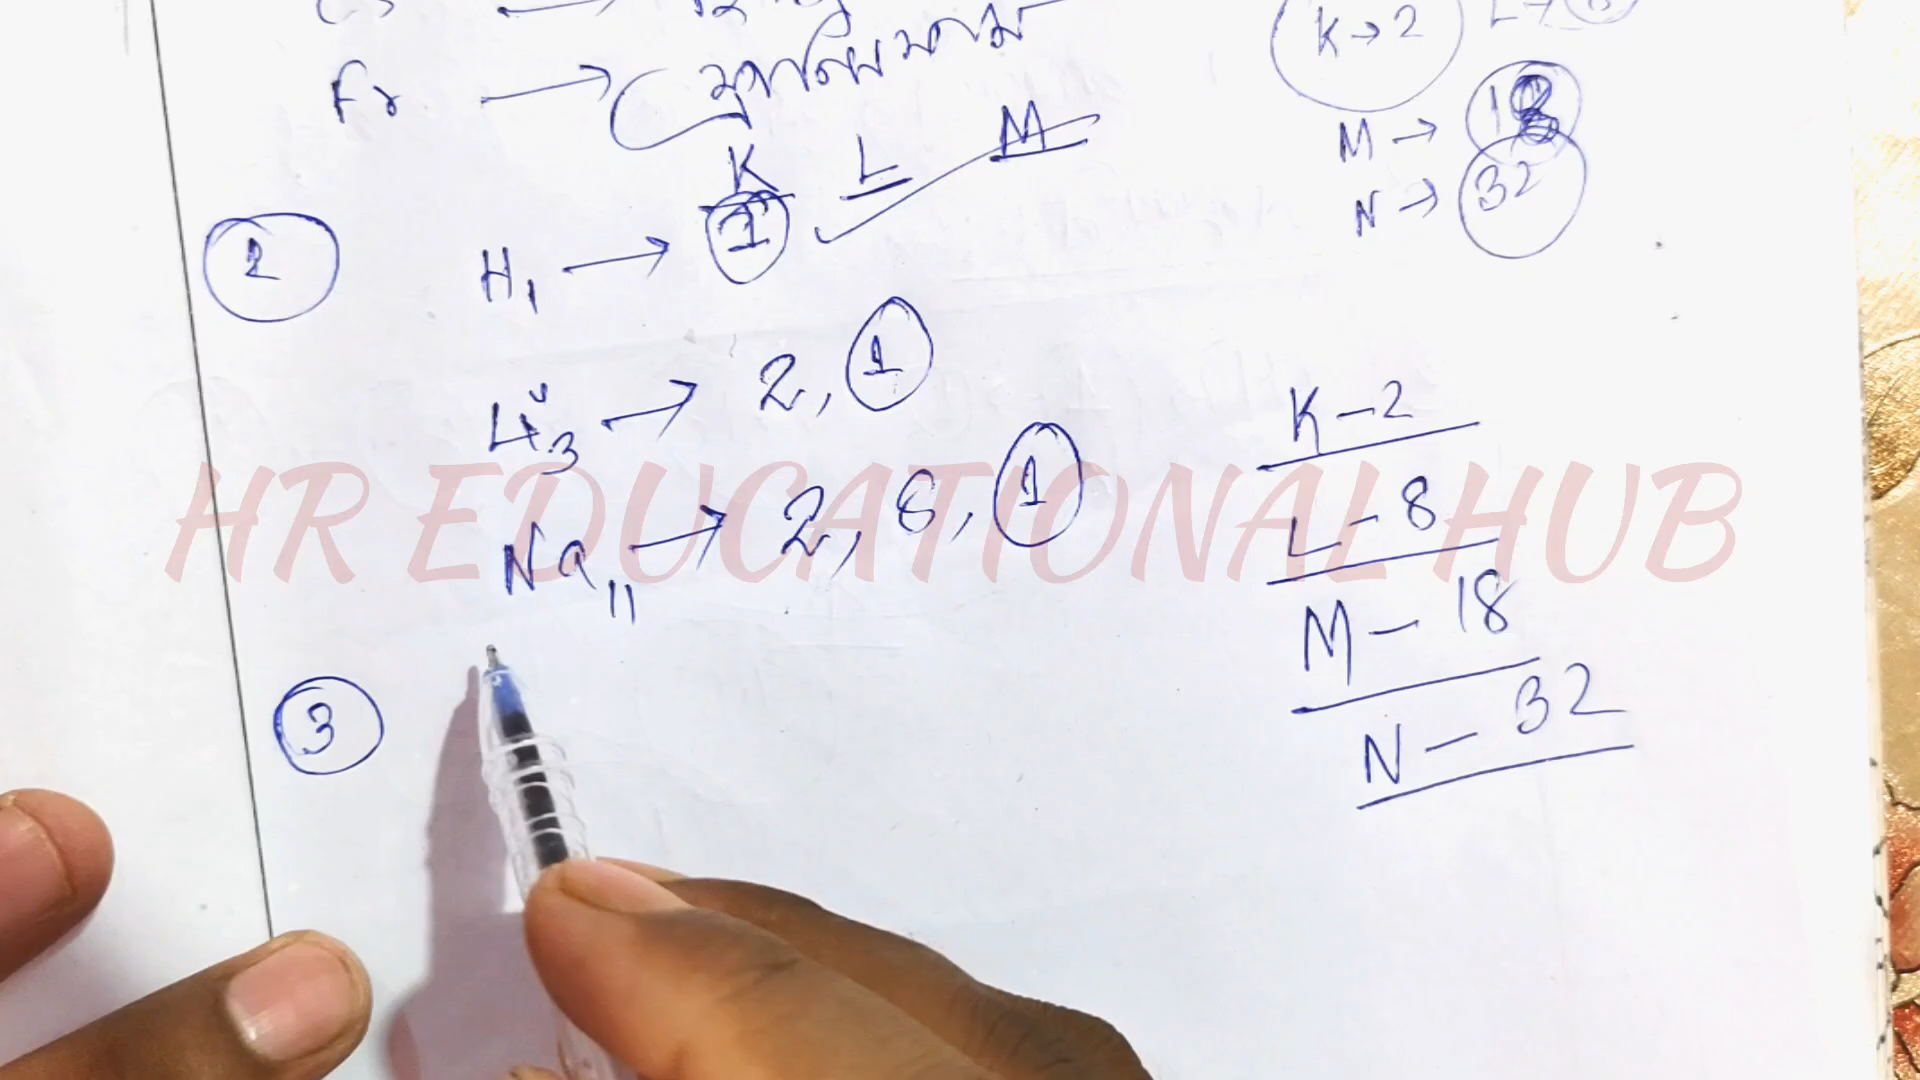 K → 2
Fr →
M → 18
N → 32
K L M
2
H1 → 1
Li3 → 2, 1
Na11 → 2, 8, 1
K - 2
L - 8
M - 18
N - 32
3
HR EDUCATIONAL HUB